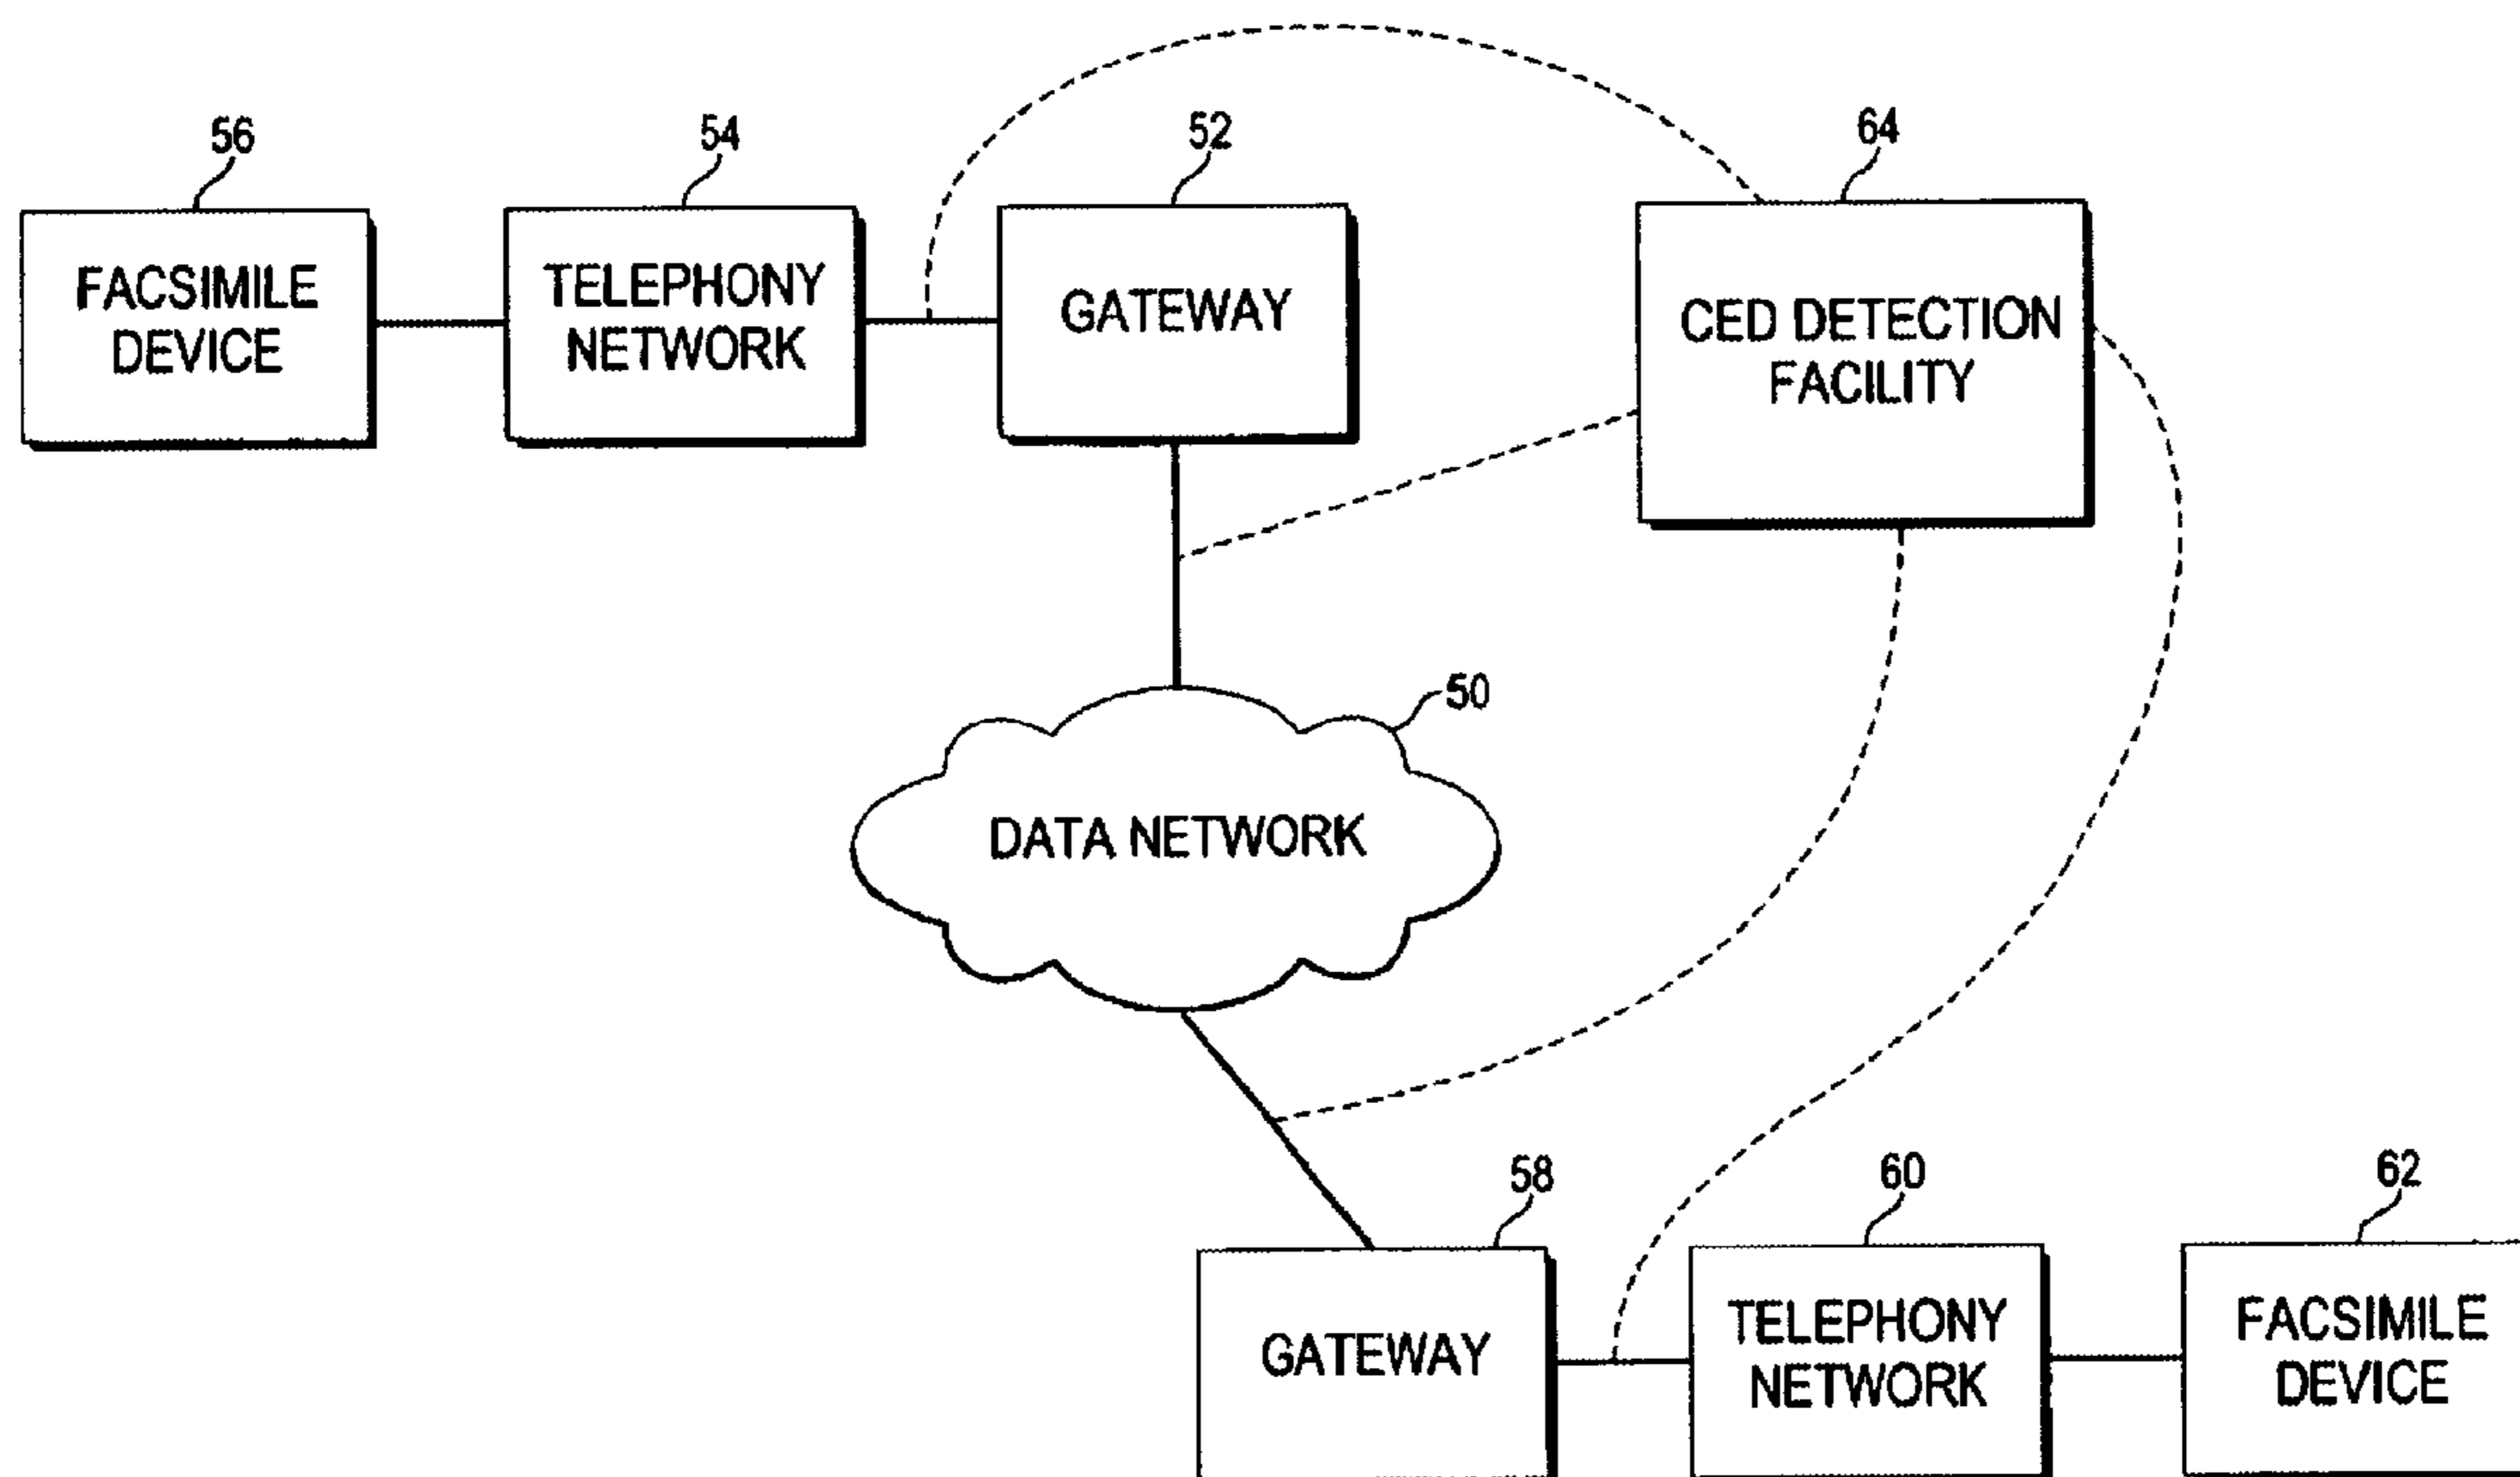 56
54
52
64
FACSIMILE
DEVICE
TELEPHONY
NETWORK
GATEWAY
CED DETECTION
FACILITY
50
DATA NETWORK
58
60
62
GATEWAY
TELEPHONY
NETWORK
FACSIMILE
DEVICE